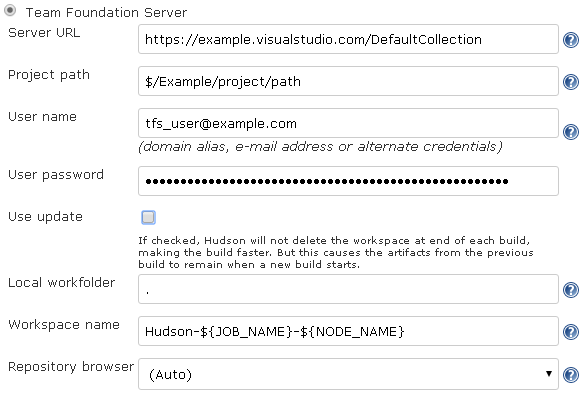 Team Foundation Server
Server URL
https://example.visualstudio.com/DefaultCollection
Project path
$/Example/project/path
User name
tfs_user@example.com
(domain alias, e-mail address or alternate credentials)
User password
••••••••••••••••••••••••••••••••••••••••••••••••••••
Use update
If checked, Hudson will not delete the workspace at end of each build,
making the build faster. But this causes the artifacts from the previous
build to remain when a new build starts.
Local workfolder
.
Workspace name
Hudson-${JOB_NAME}-${NODE_NAME}
Repository browser
(Auto)